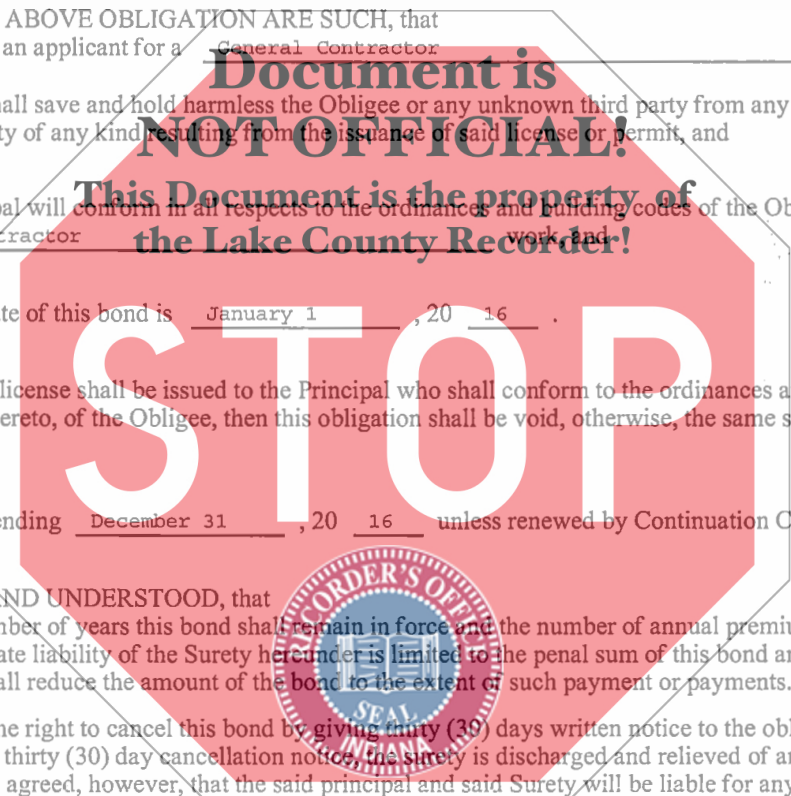 ABOVE OBLIGATION ARE SUCH, that
an applicant for a General Contractor
Document is
all save and hold harmless the Obligee or any unknown third party from any
ty of any kind resulting from the issuance of said license or permit, and
NOT OFFICIAL!
This Document is the property of
pal will conform in all respects to the ordinances and building codes of the Ob
tractor work, and
the Lake County Recorder!
te of this bond is January 1 , 20 16 .
STOP
license shall be issued to the Principal who shall conform to the ordinances a
ereto, of the Obligee, then this obligation shall be void, otherwise, the same s
ending December 31 , 20 16 unless renewed by Continuation C
AND UNDERSTOOD, that
nber of years this bond shall remain in force and the number of annual premiu
ate liability of the Surety hereunder is limited to the penal sum of this bond an
all reduce the amount of the bond to the extent of such payment or payments.
RECORDER'S OFFICE
SEAL
INDIANA
he right to cancel this bond by giving thirty (30) days written notice to the obl
thirty (30) day cancellation notice, the surety is discharged and relieved of an
agreed, however, that the said principal and said Surety will be liable for any